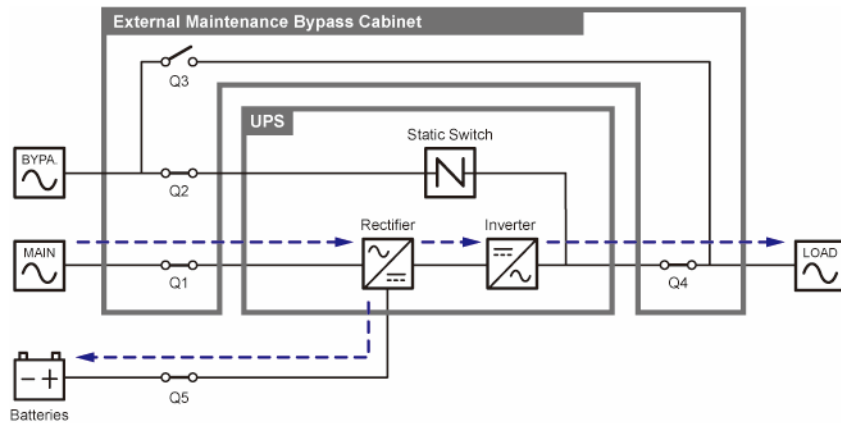 External Maintenance Bypass Cabinet
Q3
UPS
Static Switch
BYPA.
Q2
Rectifier
Inverter
MAIN
LOAD
Q1
Q4
- +
Q5
Batteries